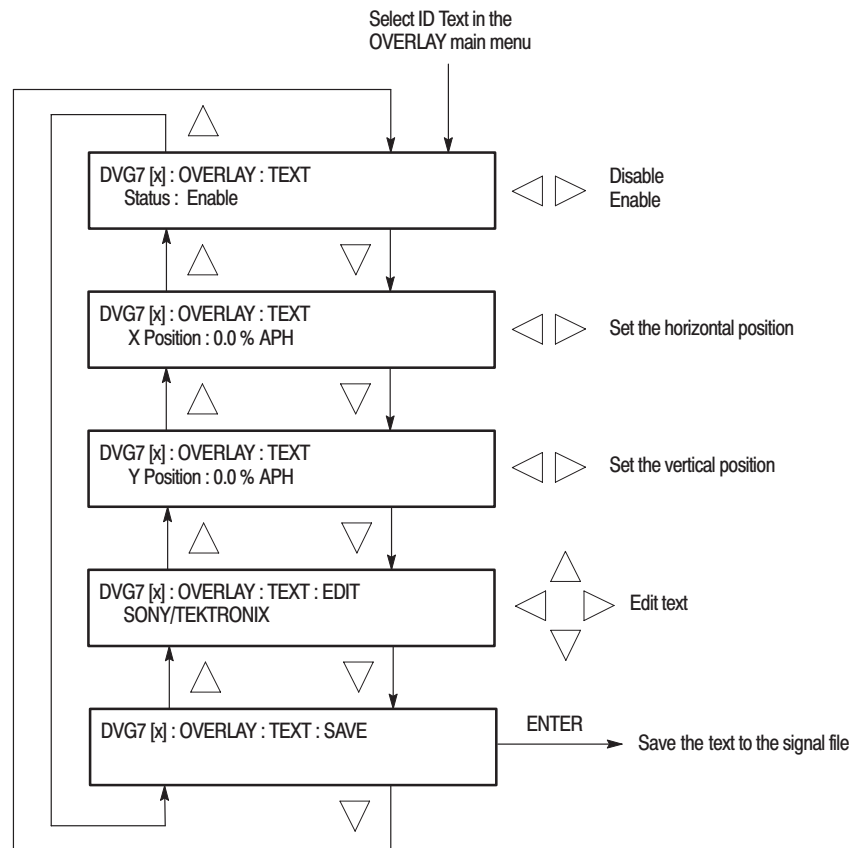 Select ID Text in the
OVERLAY main menu
DVG7 [x] : OVERLAY : TEXT
Status : Enable
Disable
Enable
DVG7 [x] : OVERLAY : TEXT
X Position : 0.0 % APH
Set the horizontal position
DVG7 [x] : OVERLAY : TEXT
Y Position : 0.0 % APH
Set the vertical position
DVG7 [x] : OVERLAY : TEXT : EDIT
SONY/TEKTRONIX
Edit text
DVG7 [x] : OVERLAY : TEXT : SAVE
ENTER
Save the text to the signal file